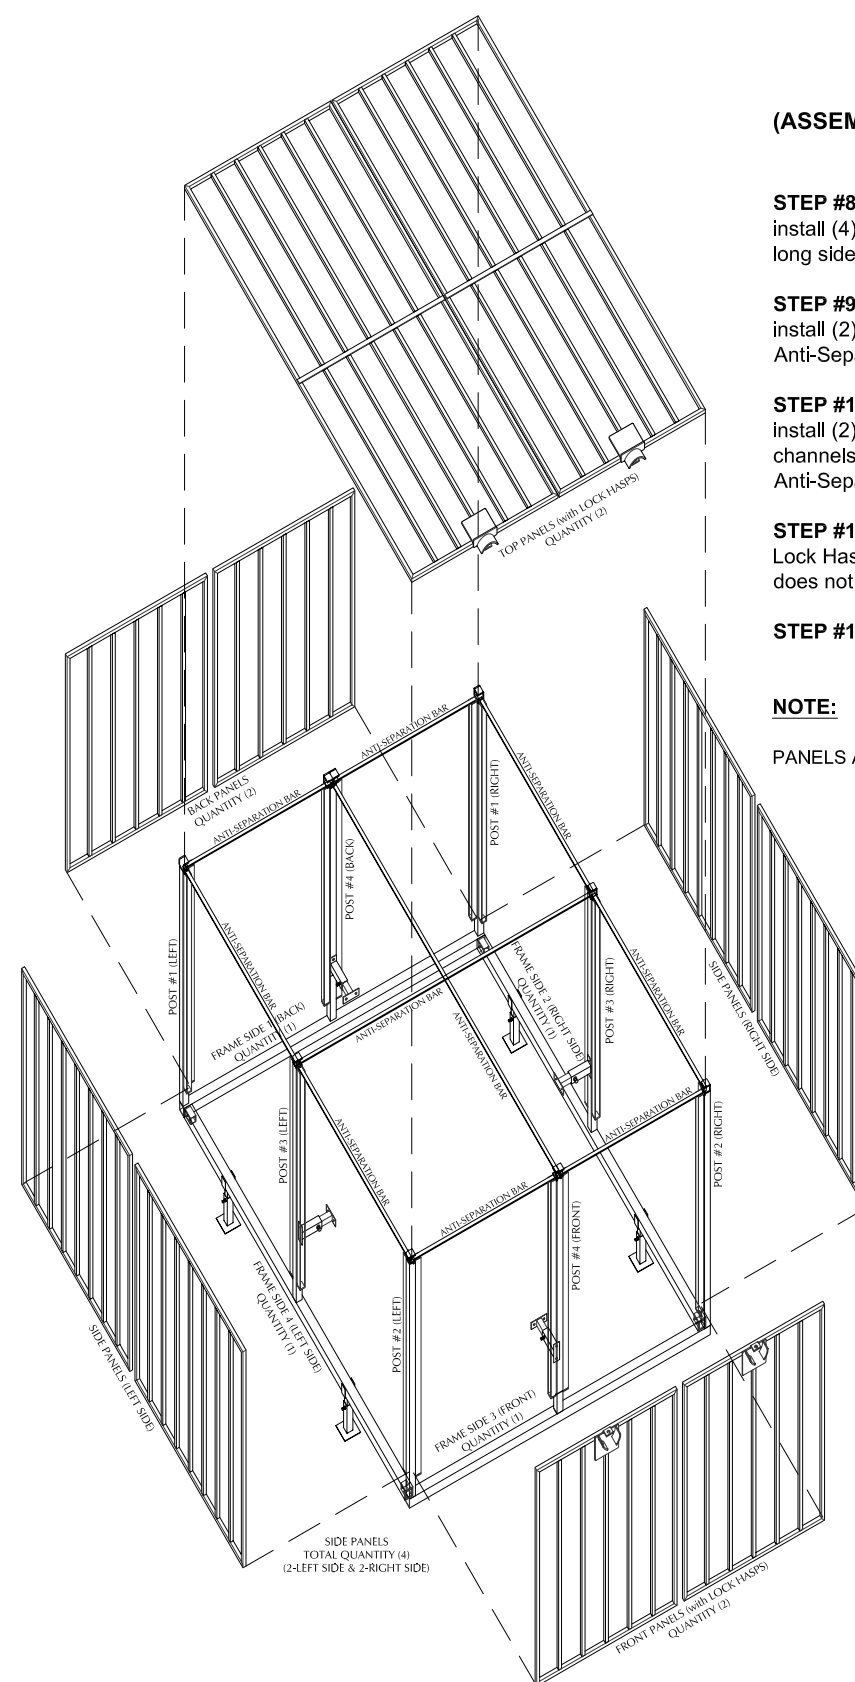 (ASSEM
STEP #8
install (4)
long side
STEP #9
install (2)
Anti-Sep
STEP #1
install (2)
channels
Anti-Sep
STEP #1
Lock Has
does not
STEP #1
NOTE:
PANELS A
TOP PANELS (with LOCK HASPS)
QUANTITY (2)
BACK PANELS
QUANTITY (2)
ANTI-SEPARATION BAR
ANTI-SEPARATION BAR
ANTI-SEPARATION BAR
POST #1 (RIGHT)
POST #4 (BACK)
POST #1 (LEFT)
ANTI-SEPARATION BAR
FRAME SIDE 1 (BACK)
QUANTITY (1)
ANTI-SEPARATION BAR
ANTI-SEPARATION BAR
FRAME SIDE 2 (RIGHT SIDE)
QUANTITY (1)
POST #3 (RIGHT)
ANTI-SEPARATION BAR
SIDE PANELS (RIGHT SIDE)
POST #3 (LEFT)
ANTI-SEPARATION BAR
ANTI-SEPARATION BAR
ANTI-SEPARATION BAR
POST #2 (RIGHT)
POST #4 (FRONT)
POST #2 (LEFT)
FRAME SIDE 4 (LEFT SIDE)
QUANTITY (1)
SIDE PANELS (LEFT SIDE)
FRAME SIDE 3 (FRONT)
QUANTITY (1)
SIDE PANELS
TOTAL QUANTITY (4)
(2-LEFT SIDE & 2-RIGHT SIDE)
FRONT PANELS (with LOCK HASPS)
QUANTITY (2)